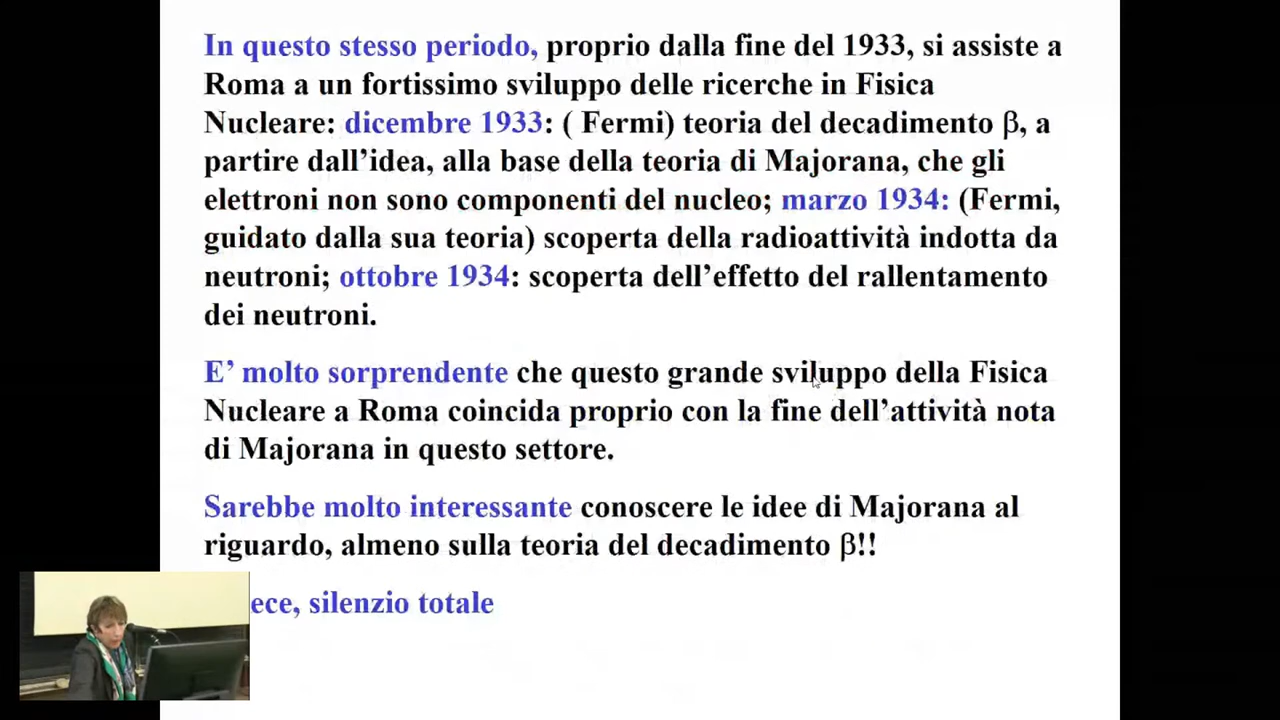 In questo stesso periodo, proprio dalla fine del 1933, si assiste a
Roma a un fortissimo sviluppo delle ricerche in Fisica
Nucleare: dicembre 1933: ( Fermi) teoria del decadimento β, a
partire dall’idea, alla base della teoria di Majorana, che gli
elettroni non sono componenti del nucleo; marzo 1934: (Fermi,
guidato dalla sua teoria) scoperta della radioattività indotta da
neutroni; ottobre 1934: scoperta dell’effetto del rallentamento
dei neutroni.
E’ molto sorprendente che questo grande sviluppo della Fisica
Nucleare a Roma coincida proprio con la fine dell’attività nota
di Majorana in questo settore.
Sarebbe molto interessante conoscere le idee di Majorana al
riguardo, almeno sulla teoria del decadimento β!!
ece, silenzio totale